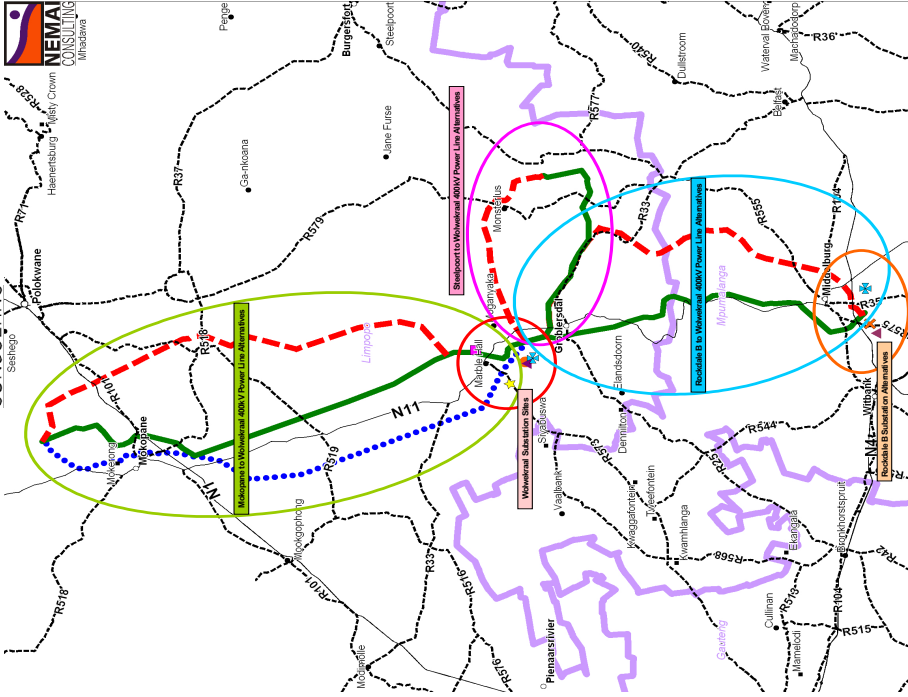 NEMAI
CONSULTING
Mhadawa
Penge
Burgersfort
Steelpoort
R36
Waterval Boven
Machadodorp
R540
Dullstroom
R528
Misty Crown
Haenertsburg
R577
Belfast
Jane Furse
R37
Ga-nkoana
R71
R579
Steelpoort to Wolwekraal 400kV Power Line Alternatives
Monsterlus
R33
Rockdale B to Wolwekraal 400kV Power Line Alternatives
R555
R104
Polokwane
Seshego
Middelburg
Mpumalanga
R35
R575
R518
Limpopo
Mokopane to Wolwekraal 400kV Power Line Alternatives
Marble Hall
Groblersdal
Elandsdoorn
R101
N11
Witbank
Rockdale B Substation Alternatives
Wolwekraal Substation Sites
Siyabuswa
Dennilton
R573
R544
Mokopane
R519
N1
N4
R25
Vaalbank
Kwaggafontein
Tweefontein
Mookgophong
Kwamhlanga
Ekangala
Bronkhorstspruit
R568
R42
R33
R516
R101
R518
R513
R104
Cullinan
R515
Mamelodi
Gauteng
Pienaarsrivier
R576
Modimolle